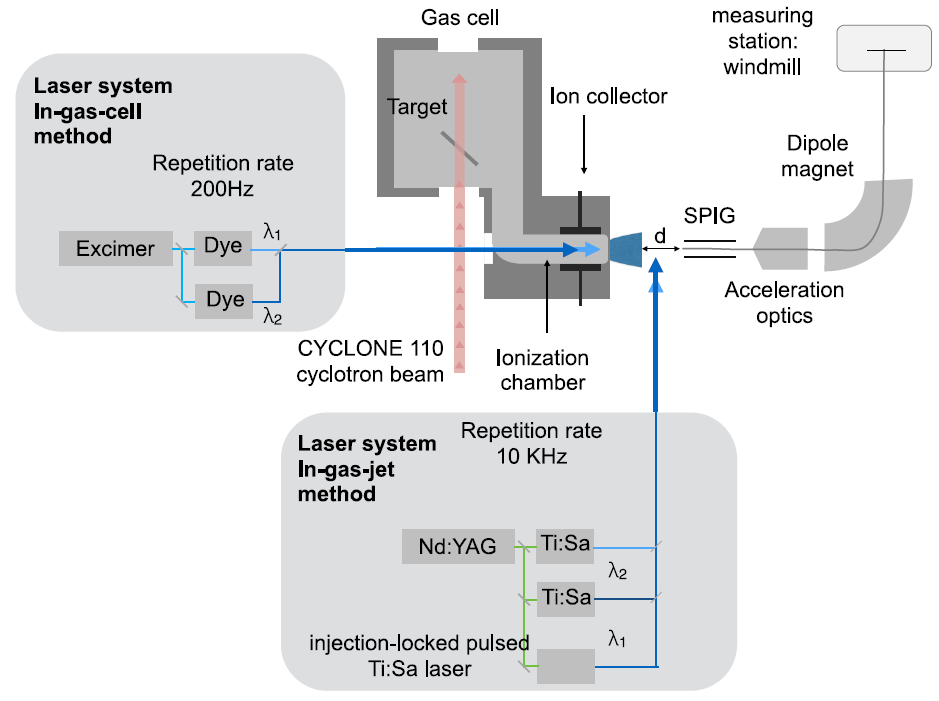 Gas cell
measuring
station:
windmill
Laser system
In-gas-cell
method
Target
Ion collector
Repetition rate
200Hz
Dipole
magnet
SPIG
Excimer
Dye
λ1
d
Dye
λ2
Acceleration
optics
CYCLONE 110
cyclotron beam
Ionization
chamber
Laser system
In-gas-jet
method
Repetition rate
10 KHz
Nd:YAG
Ti:Sa
λ2
Ti:Sa
injection-locked pulsed
Ti:Sa laser
λ1